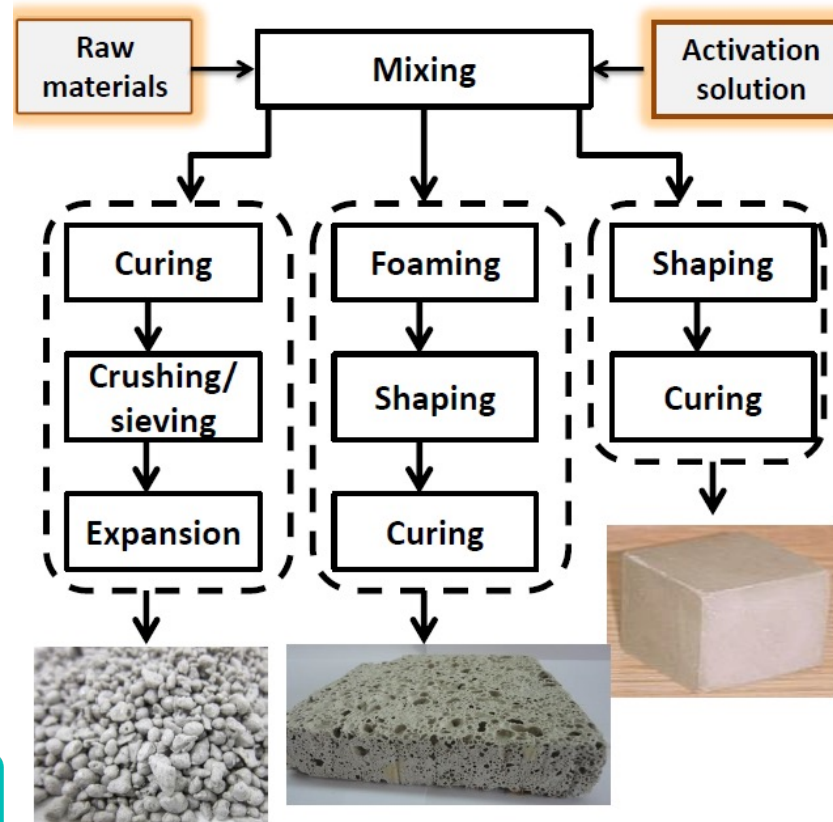 Raw
materials
Mixing
Activation
solution
Curing
Crushing/
sieving
Expansion
Foaming
Shaping
Curing
Shaping
Curing